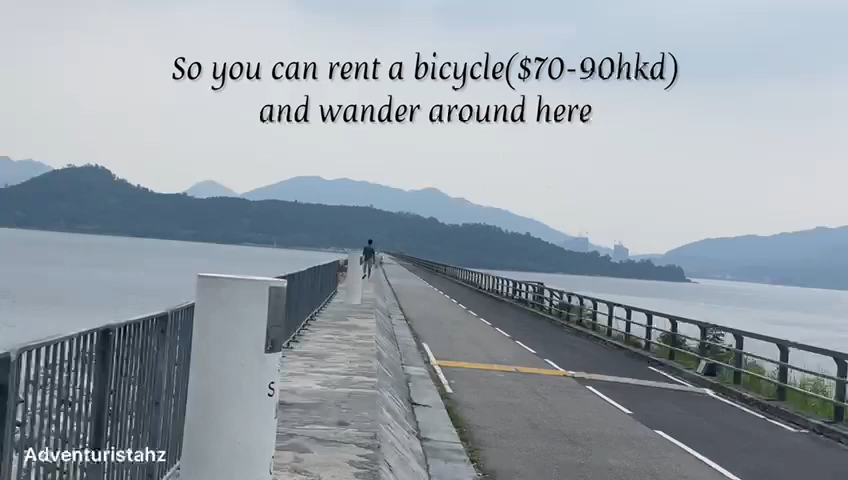 So you can rent a bicycle($70-90hkd)
and wander around here
S
Adventuristahz